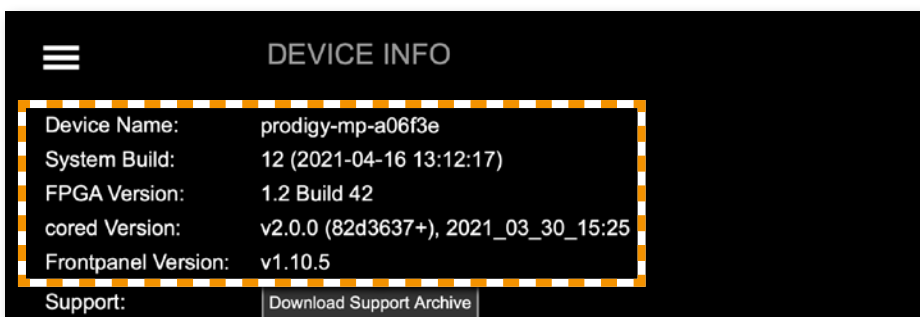 DEVICE INFO
Device Name: prodigy-mp-a06f3e
System Build: 12 (2021-04-16 13:12:17)
FPGA Version: 1.2 Build 42
cored Version: v2.0.0 (82d3637+), 2021_03_30_15:25
Frontpanel Version: v1.10.5
Support: Download Support Archive